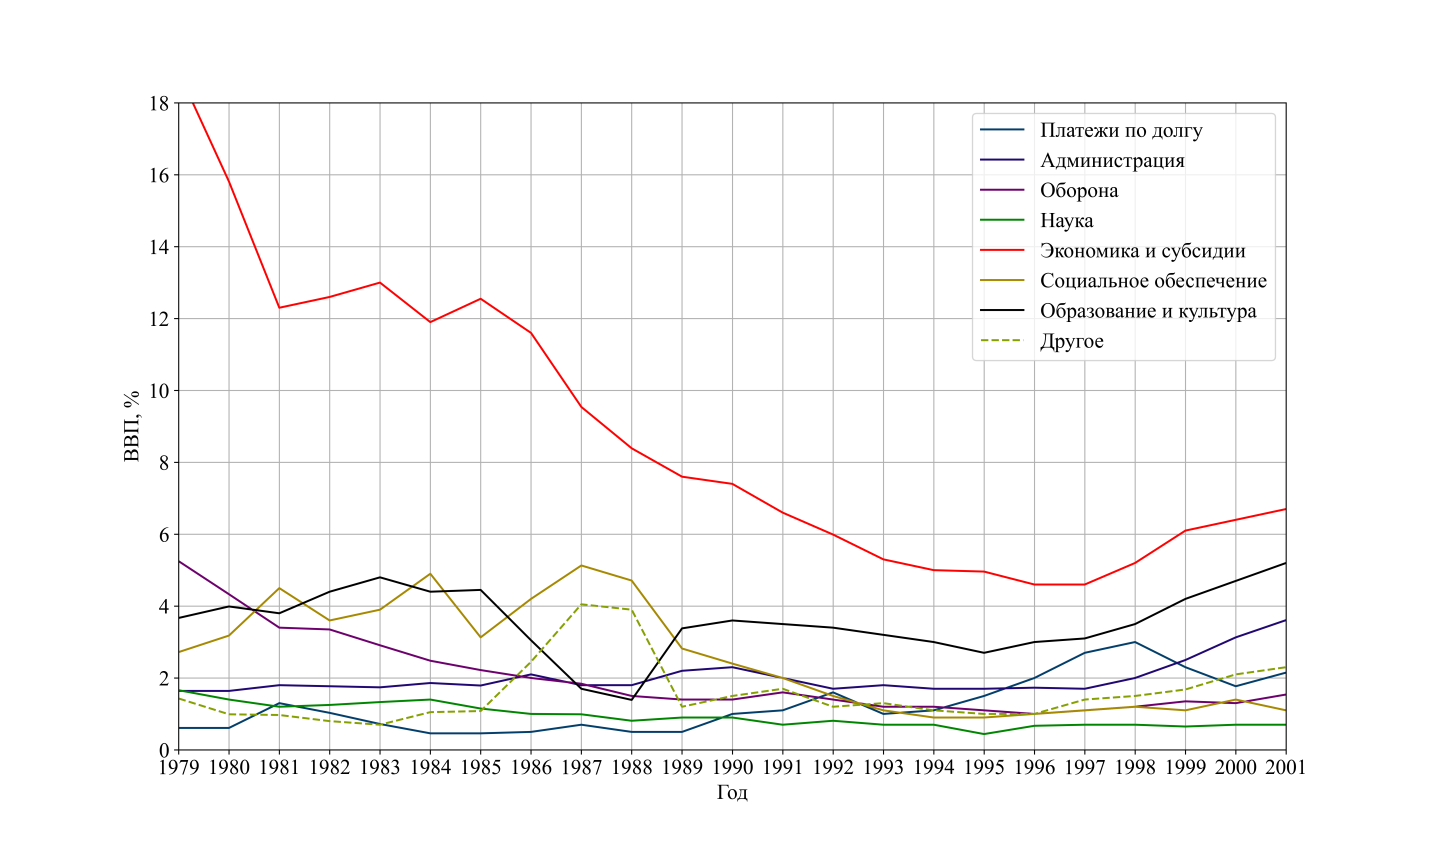 18
16
14
12
10
8
6
4
2
0
ВВП, %
Платежи по долгу
Администрация
Оборона
Наука
Экономика и субсидии
Социальное обеспечение
Образование и культура
Другое
1979 1980 1981 1982 1983 1984 1985 1986 1987 1988 1989 1990 1991 1992 1993 1994 1995 1996 1997 1998 1999 2000 2001
Год